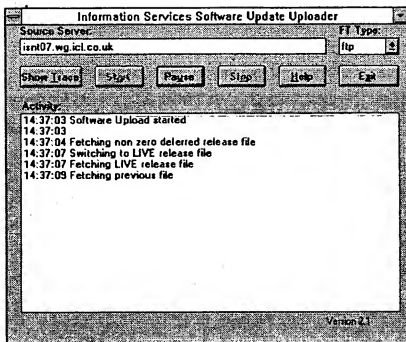 Information Services Software Update Uploader
Source Server: FT Type:
isnt07.wg.icl.co.uk ftp
Show Trace Start Pause Stop Help Exit
Activity:
14:37:03 Software Upload started
14:37:03
14:37:04 Fetching non zero deferred release file
14:37:07 Switching to LIVE release file
14:37:07 Fetching LIVE release file
14:37:09 Fetching previous file
Version 2.1